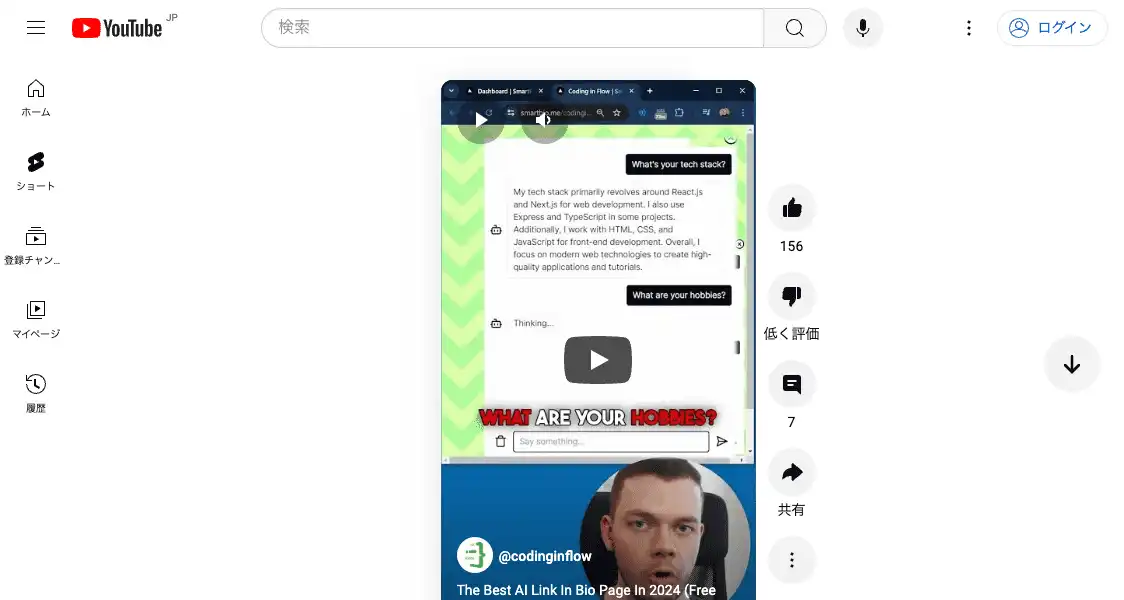 YouTube JP
検索
ログイン
ホーム
ショート
登録チャン...
マイページ
履歴
Dashboard | Smart
Coding in Flow | S
smartbio.me/codingi...
What's your tech stack?
My tech stack primarily revolves around React.js
and Next.js for web development. I also use
Express and TypeScript in some projects.
Additionally, I work with HTML, CSS, and
JavaScript for front-end development. Overall, I
focus on modern web technologies to create high-
quality applications and tutorials.
What are your hobbies?
Thinking...
WHAT ARE YOUR HOBBIES?
Say something...
@codinginflow
The Best AI Link In Bio Page In 2024 (Free
156
低く評価
7
共有